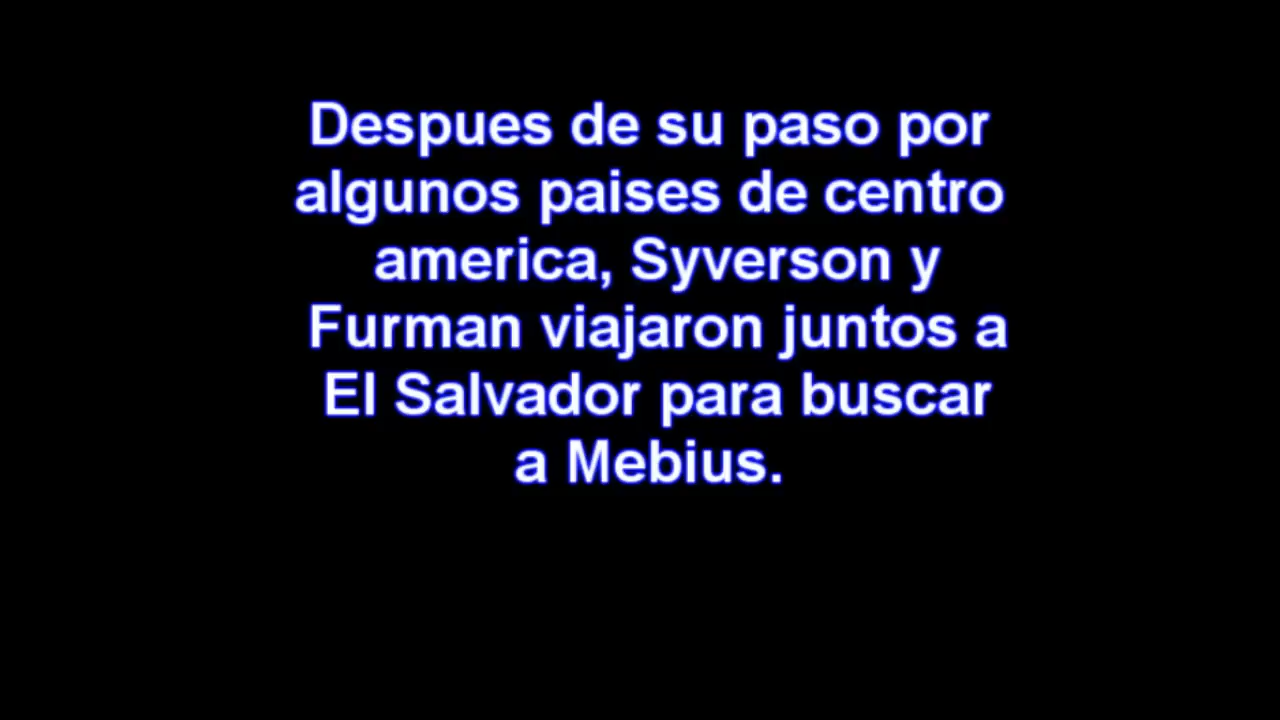 Despues de su paso por
algunos paises de centro
america, Syverson y
Furman viajaron juntos a
El Salvador para buscar
a Mebius.